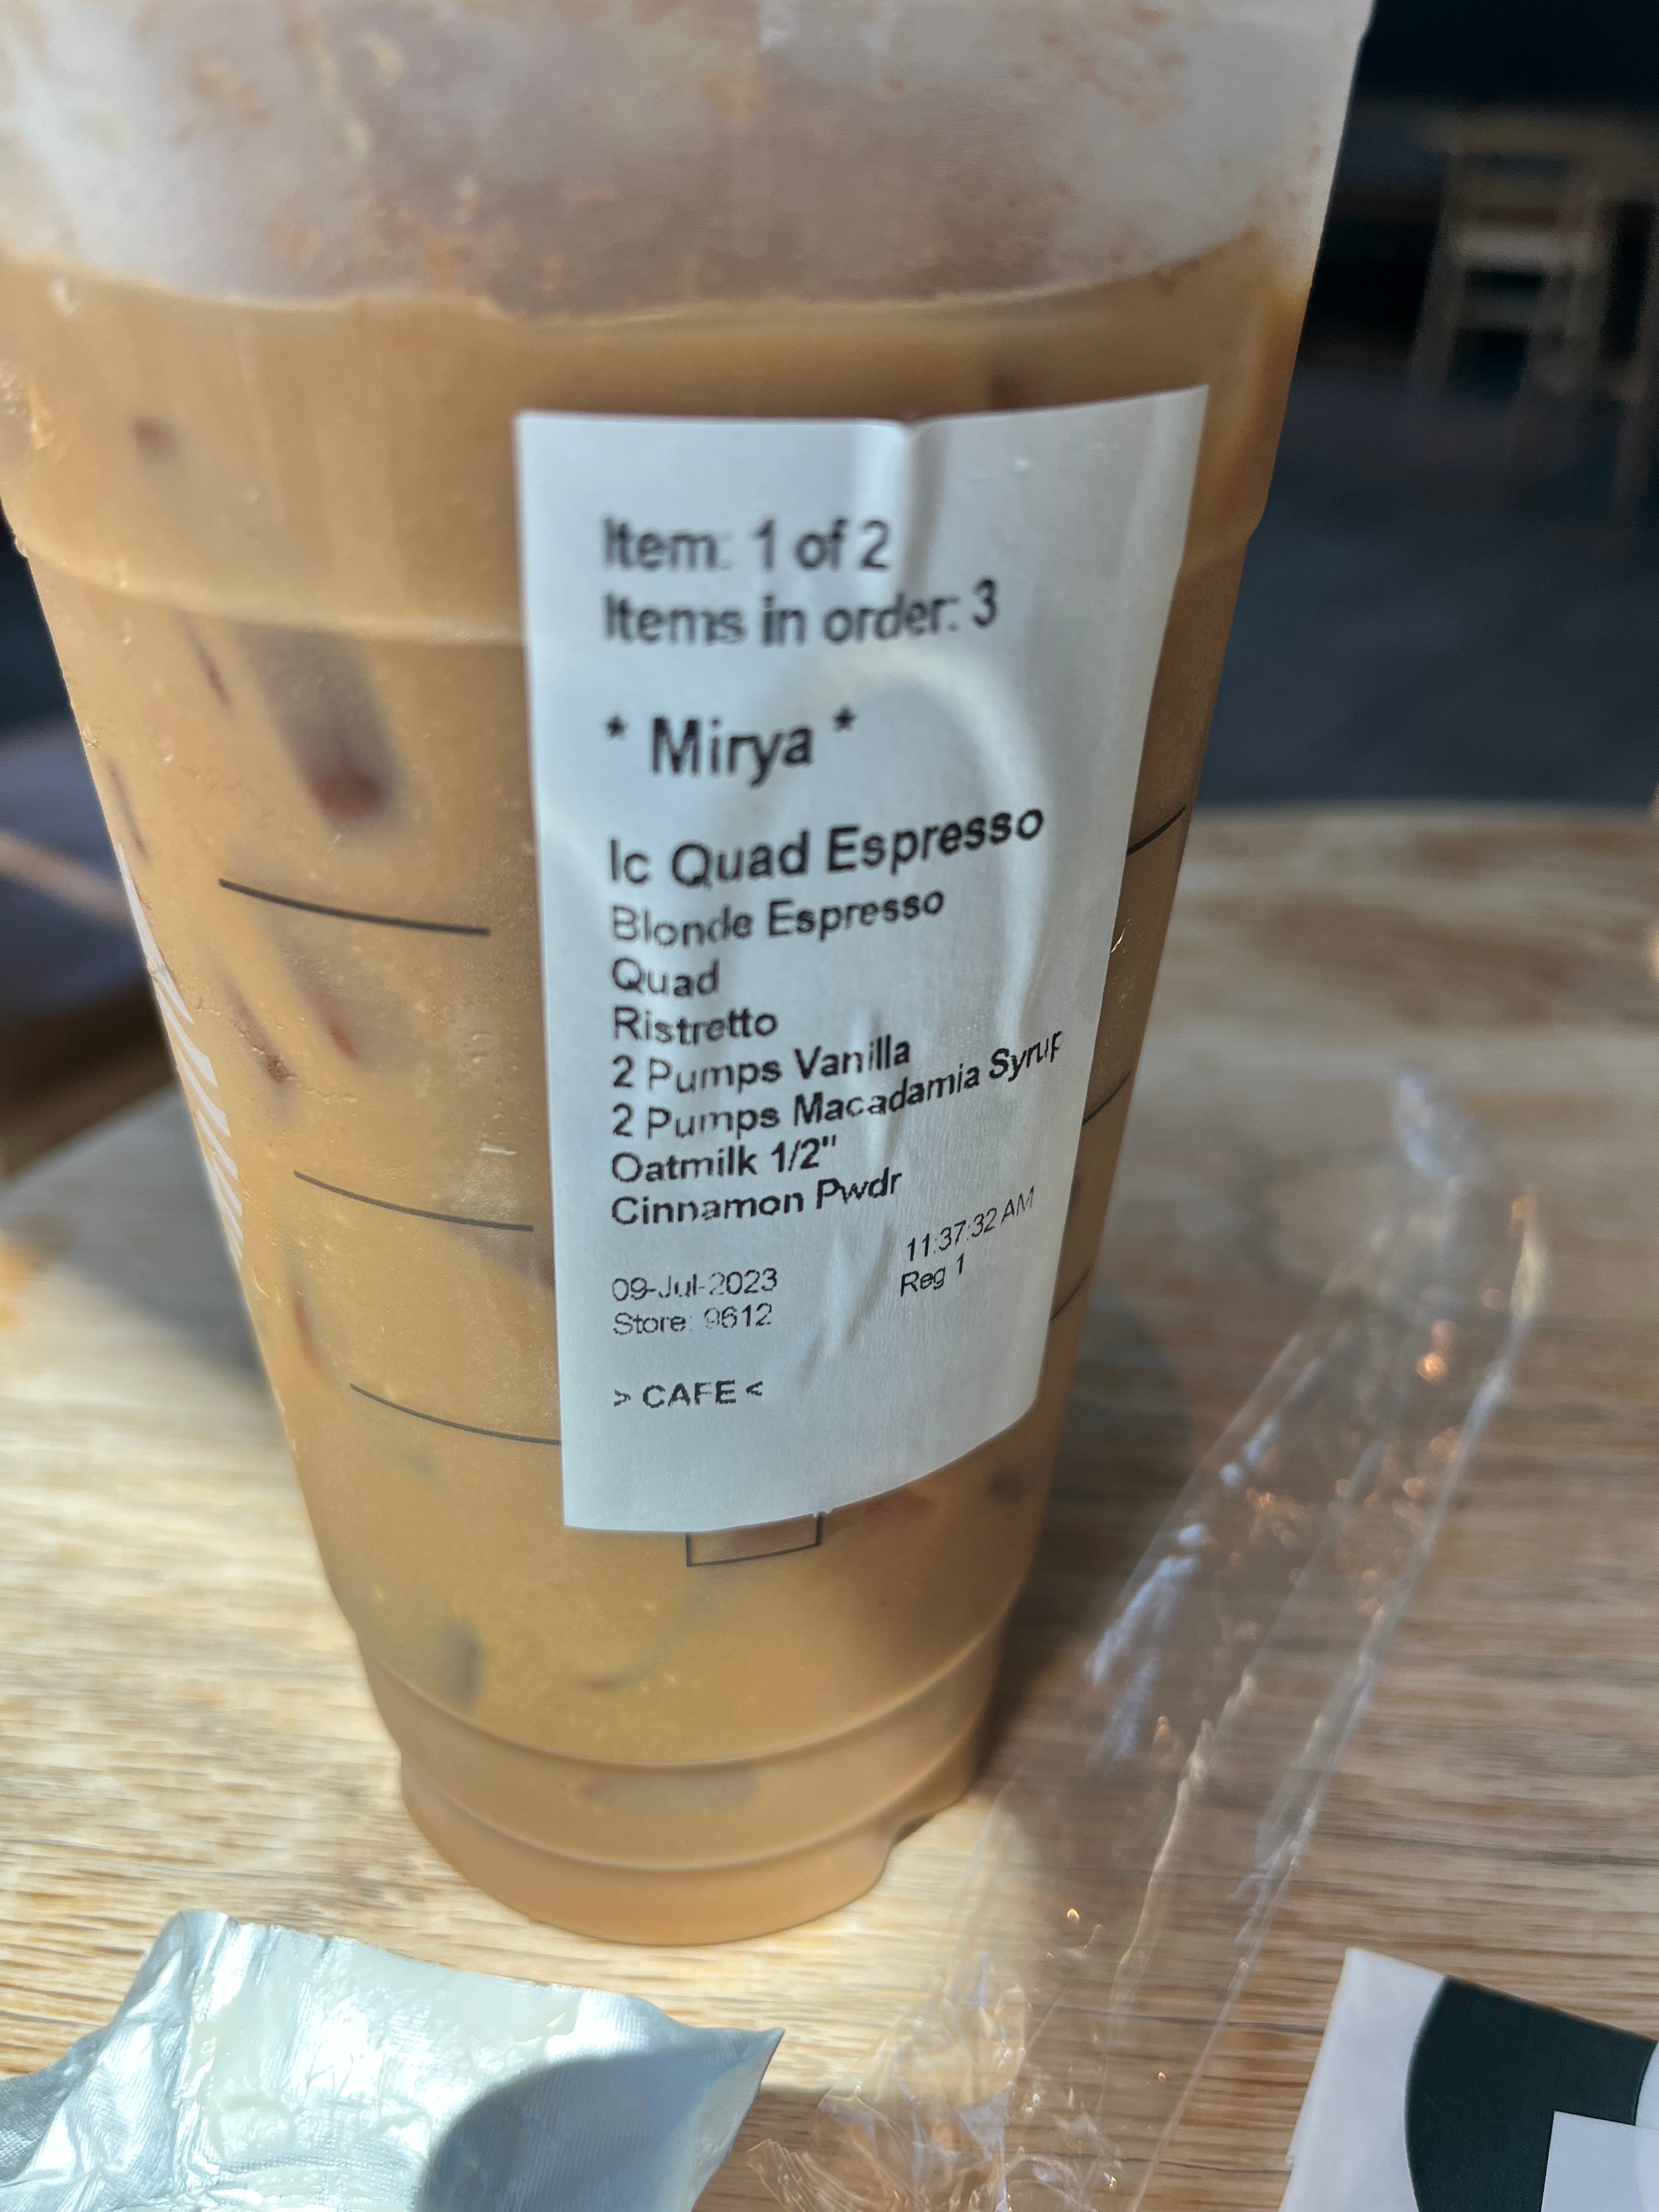 Item: 1 of 2
Items in order: 3
* Mirya *
Ic Quad Espresso
Blonde Espresso
Quad
Ristretto
2 Pumps Vanilla
2 Pumps Macadamia Syrup
Oatmilk 1/2"
Cinnamon Pwdr
11:37:32 AM
09-Jul-2023 Reg 1
Store: 9612
> CAFE <